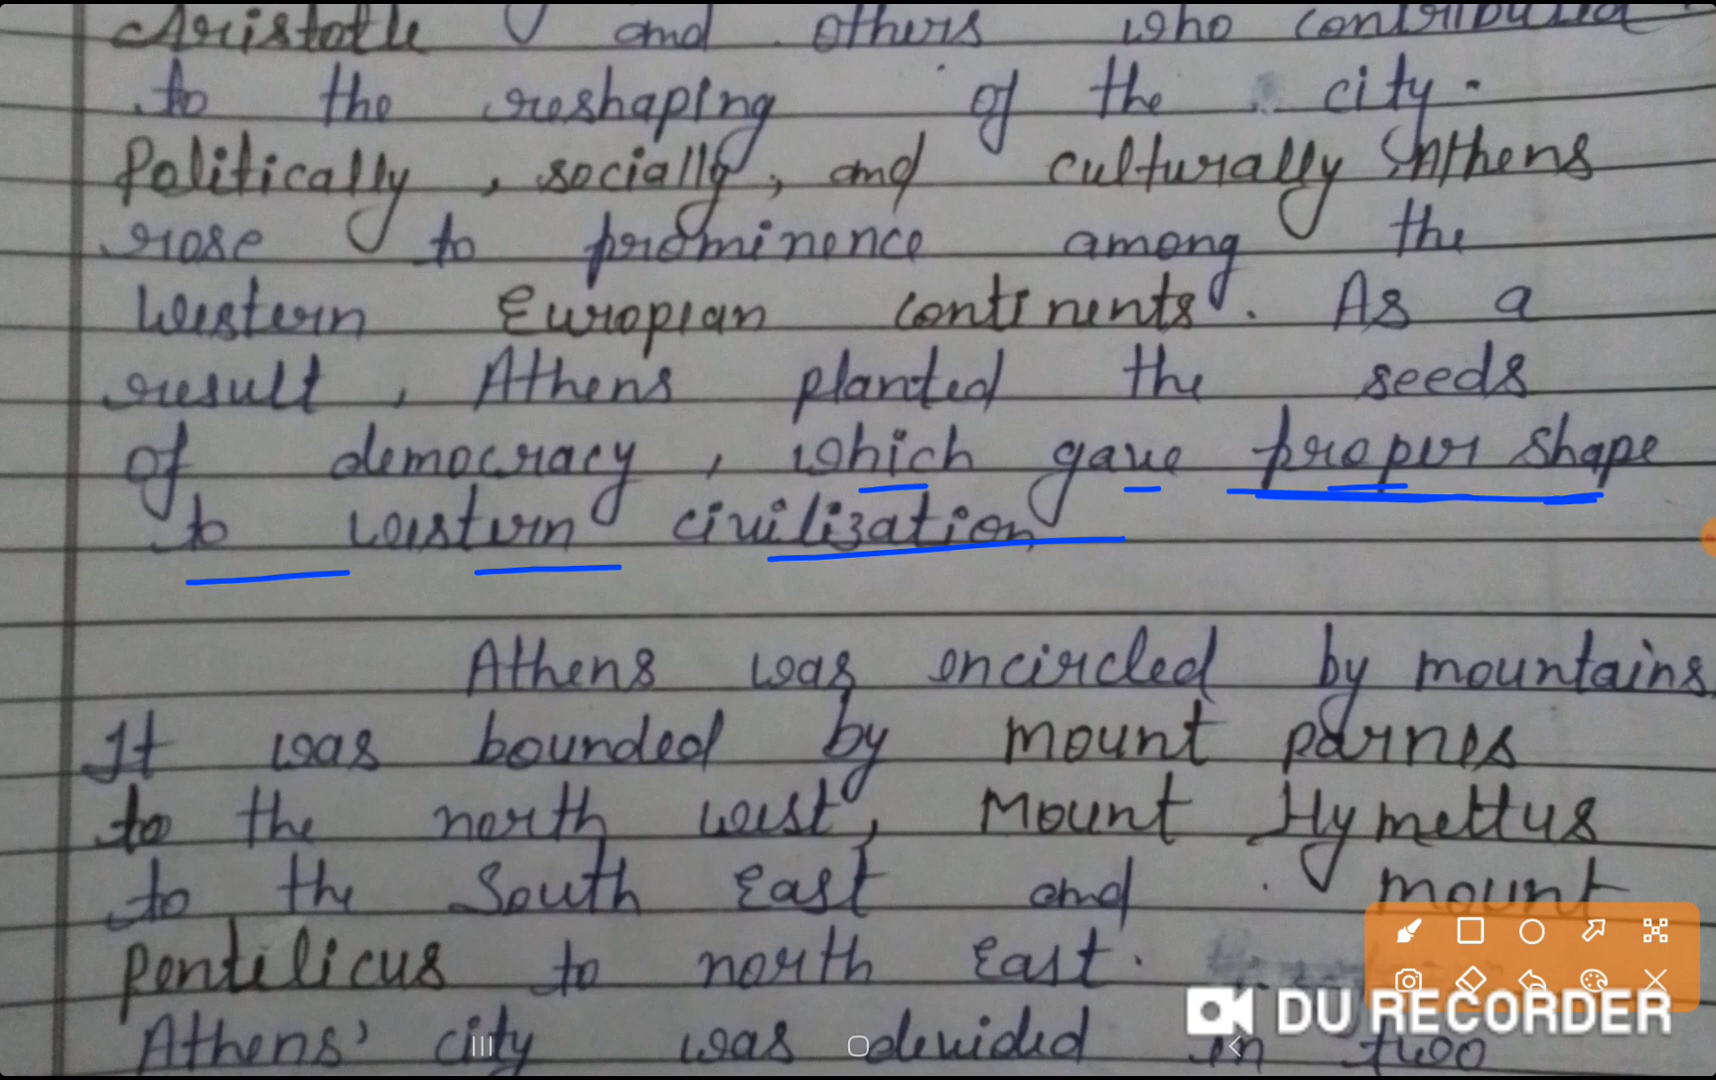 Aristotle and others who contributed
to the reshaping of the city.
Politically, socially, and culturally Athens
rose to prominence among the
Western European continents. As a
result, Athens planted the seeds
of democracy, which gave proper shape
to western civilization
Athens was encircled by mountains
It was bounded by mount parnes
to the north west, Mount Hymettus
to the South East and mount
Pentelicus to north East.
Athens' city was devided in two
DU RECORDER